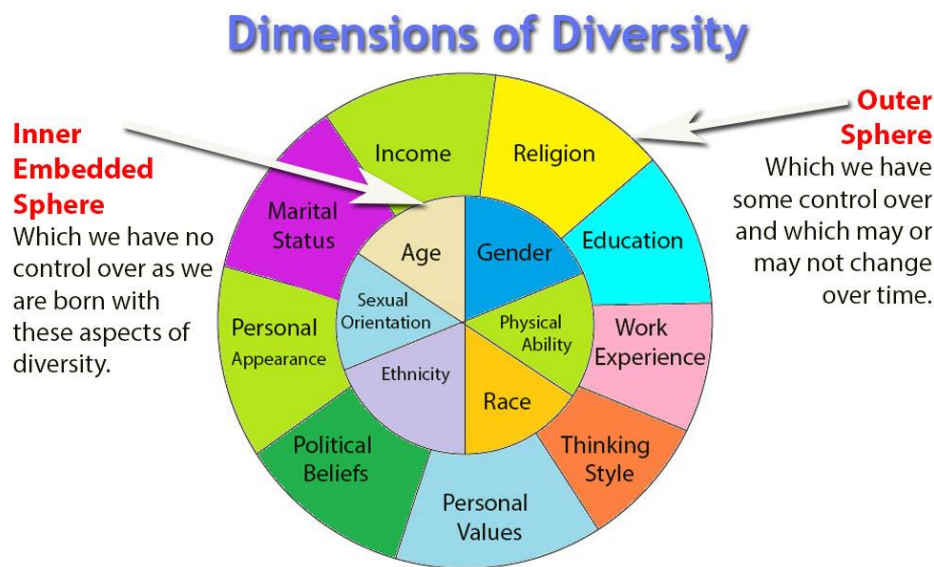 Dimensions of Diversity
Inner
Embedded
Sphere
Which we have no
control over as we
are born with
these aspects of
diversity.
Outer
Sphere
Which we have
some control over
and which may or
may not change
over time.
Income
Religion
Education
Work
Experience
Thinking
Style
Personal
Values
Political
Beliefs
Personal
Appearance
Marital
Status
Age
Gender
Physical
Ability
Race
Ethnicity
Sexual
Orientation